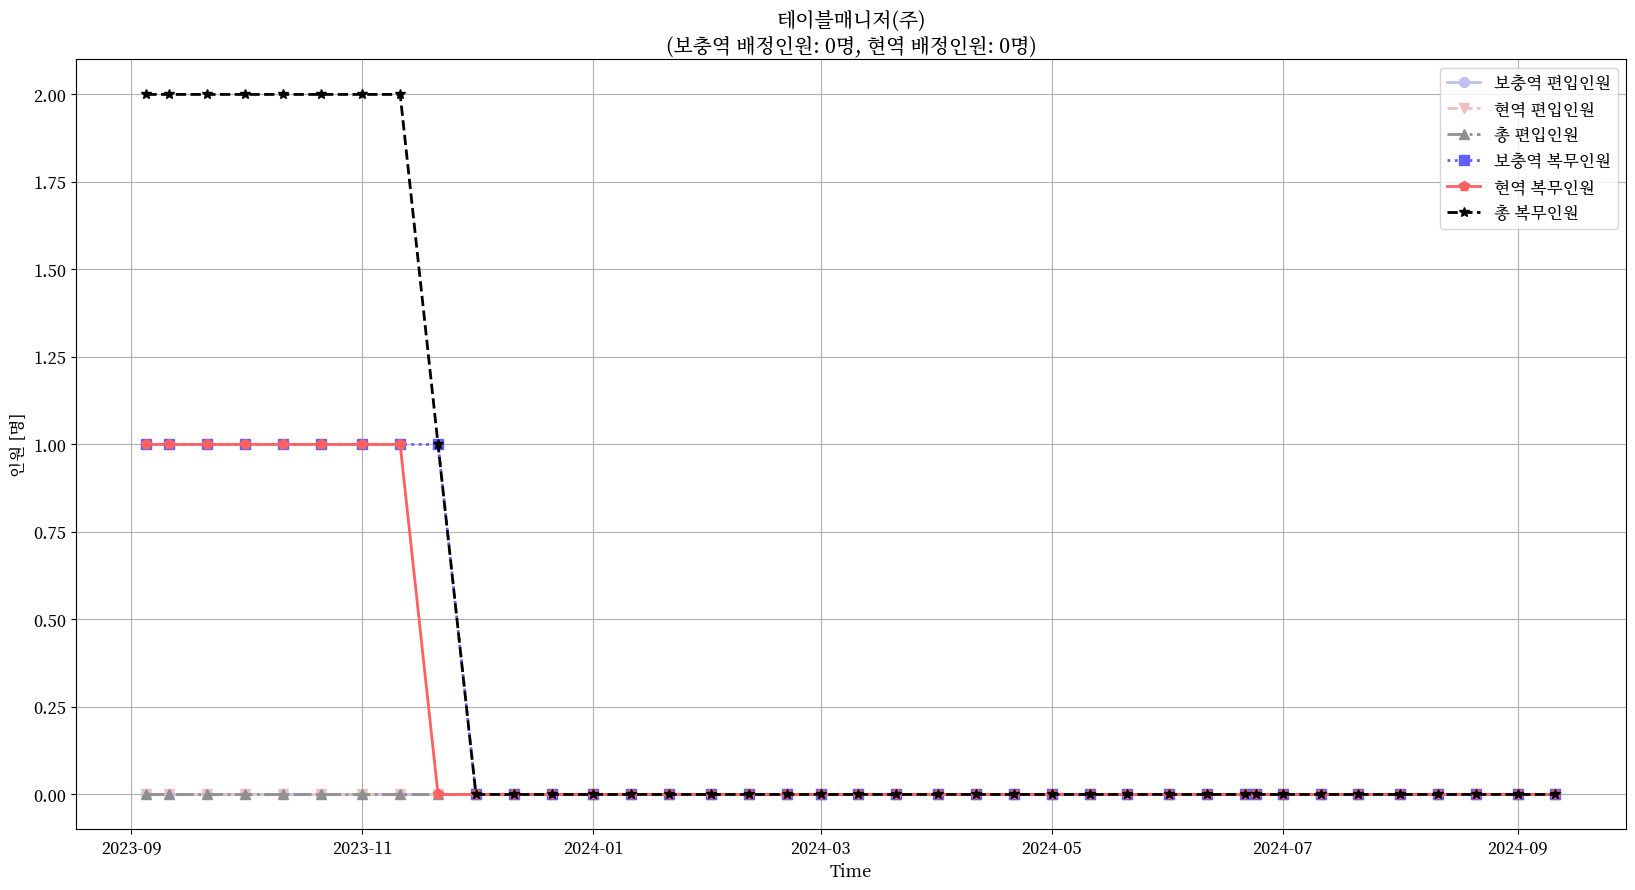 테이블매니저(주)
(보충역 배정인원: 0명, 현역 배정인원: 0명)
보충역 편입인원
현역 편입인원
총 편입인원
보충역 복무인원
현역 복무인원
총 복무인원
인원 [명]
2.00
1.75
1.50
1.25
1.00
0.75
0.50
0.25
0.00
2023-09
2023-11
2024-01
2024-03
2024-05
2024-07
2024-09
Time